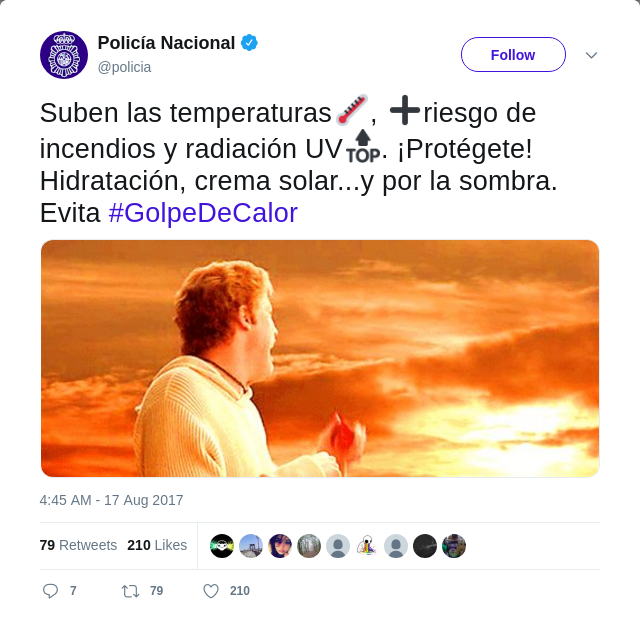 Policía Nacional
@policia
Follow
Suben las temperaturas🌡️, ➕riesgo de
incendios y radiación UV🔝. ¡Protégete!
Hidratación, crema solar...y por la sombra.
Evita #GolpeDeCalor
4:45 AM - 17 Aug 2017
79 Retweets 210 Likes
7 79 210